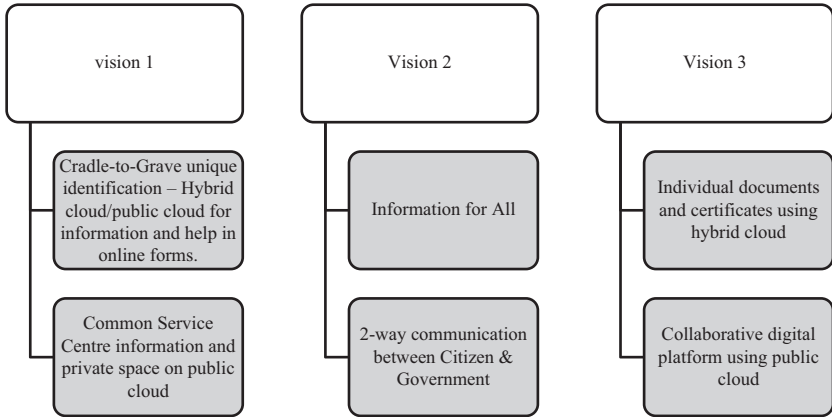 vision 1
Cradle-to-Grave unique
identification – Hybrid
cloud/public cloud for
information and help in
online forms.
Common Service
Centre information and
private space on public
cloud
Vision 2
Information for All
2-way communication
between Citizen &
Government
Vision 3
Individual documents
and certificates using
hybrid cloud
Collaborative digital
platform using public
cloud